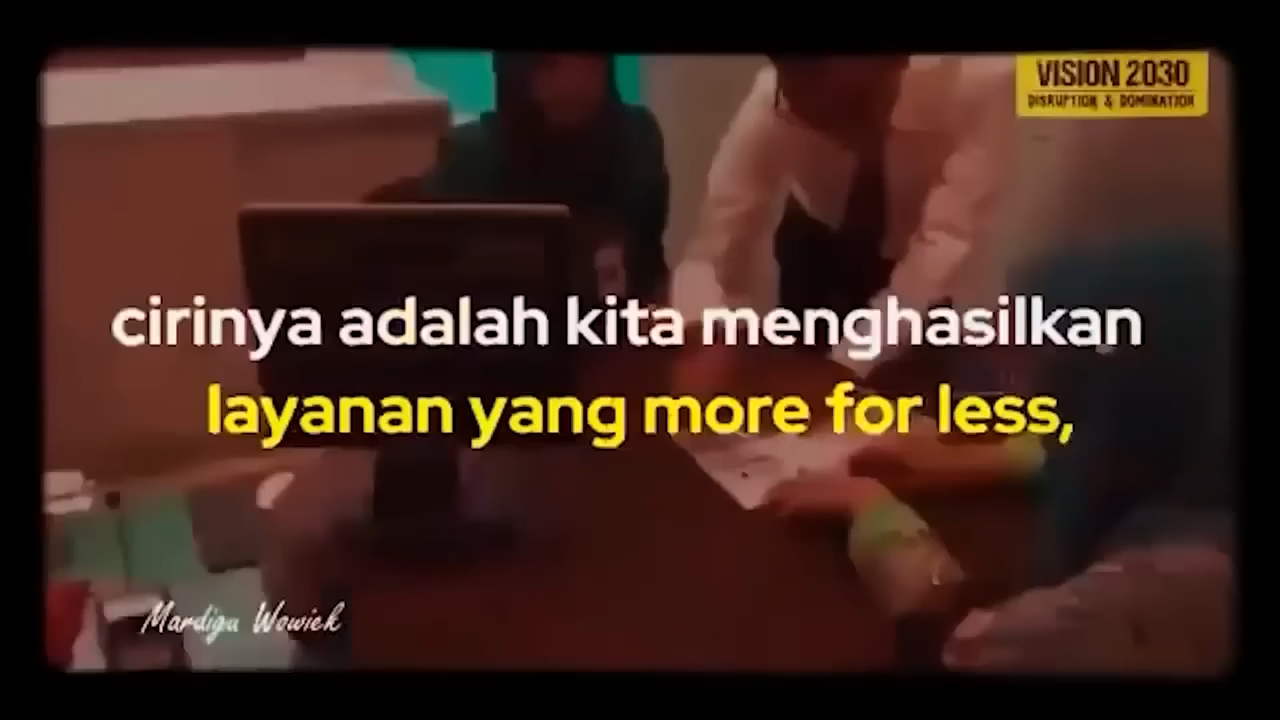 VISION 2030
DISRUPTION & DOMINATION
cirinya adalah kita menghasilkan
layanan yang more for less,
Mardigu Wowiek